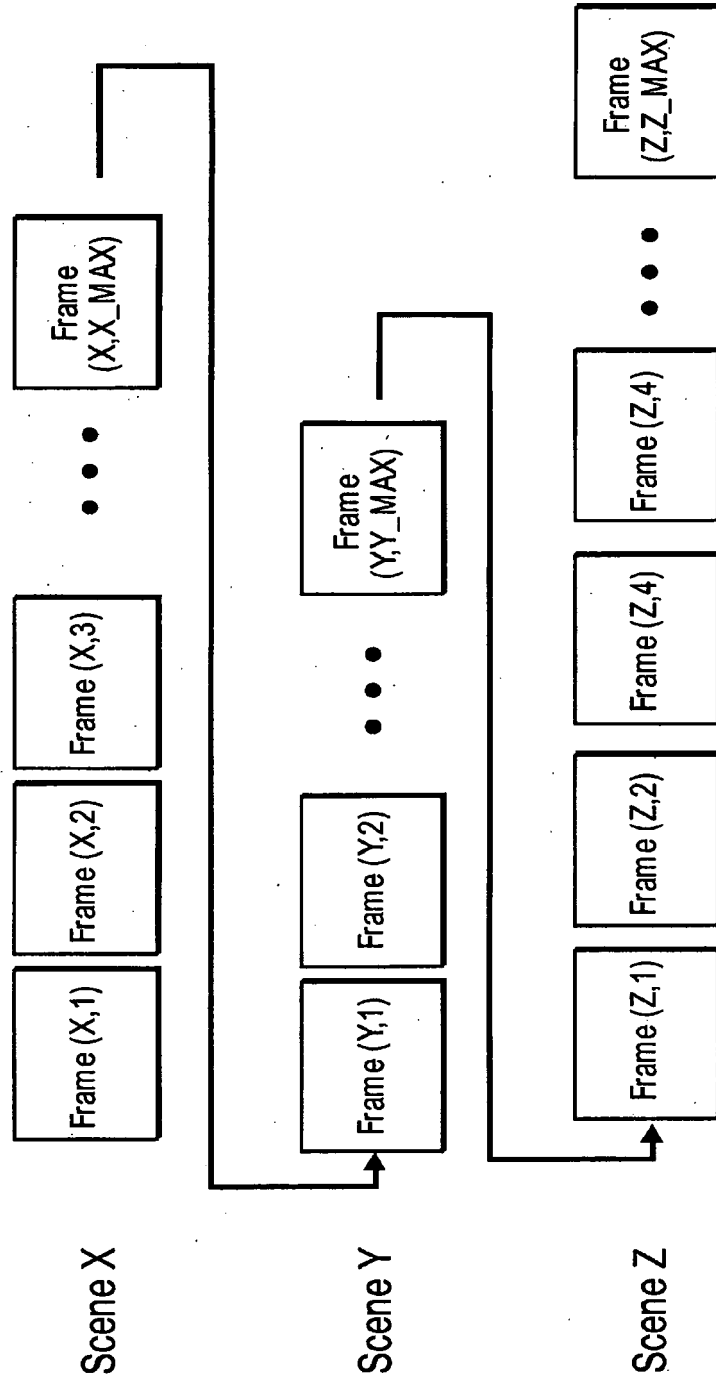 Scene X
Frame (X,1)
Frame (X,2)
Frame (X,3)
Frame
(X,X_MAX)
Scene Y
Frame (Y,1)
Frame (Y,2)
Frame
(Y,Y_MAX)
Scene Z
Frame (Z,1)
Frame (Z,2)
Frame (Z,4)
Frame (Z,4)
Frame
(Z,Z_MAX)